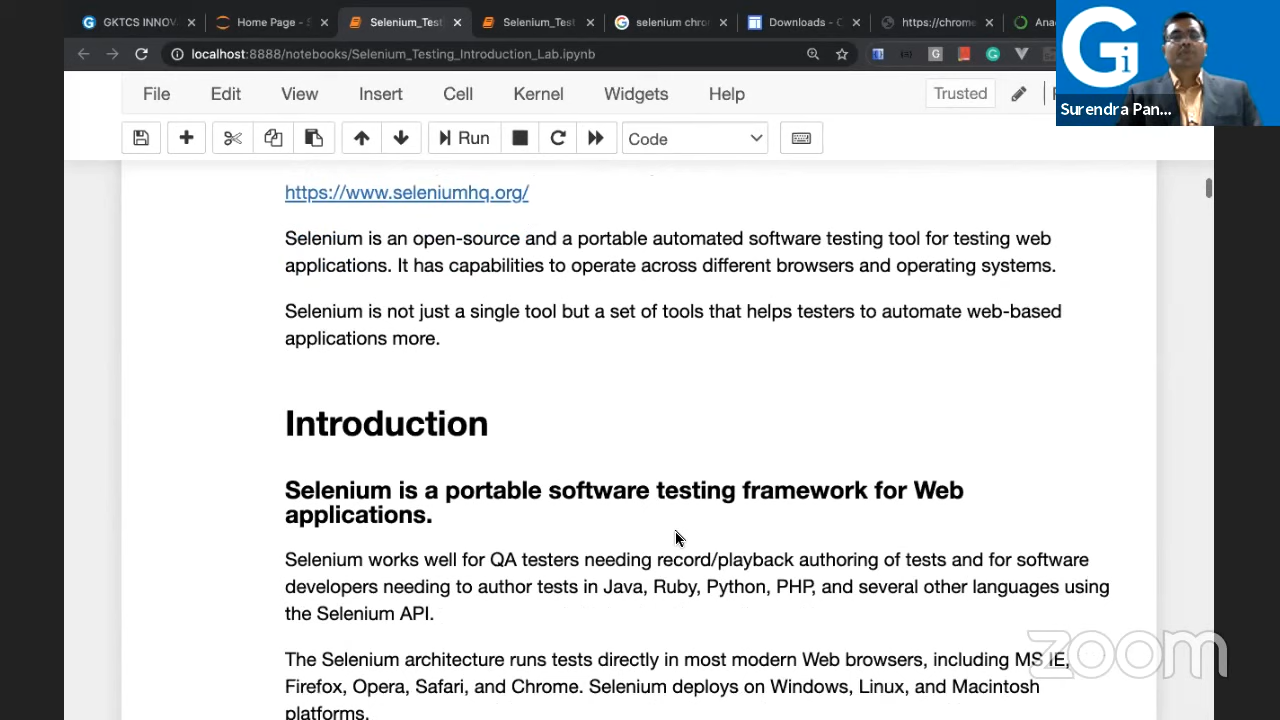 GKTCS INNOV
Home Page - S
Selenium_Test
Selenium_Test
selenium chro
Downloads - C
https://chrome
Ana
localhost:8888/notebooks/Selenium_Testing_Introduction_Lab.ipynb
Gi
Surendra Pan...
File Edit View Insert Cell Kernel Widgets Help Trusted
Run Code
https://www.seleniumhq.org/
Selenium is an open-source and a portable automated software testing tool for testing web
applications. It has capabilities to operate across different browsers and operating systems.
Selenium is not just a single tool but a set of tools that helps testers to automate web-based
applications more.
Introduction
Selenium is a portable software testing framework for Web
applications.
Selenium works well for QA testers needing record/playback authoring of tests and for software
developers needing to author tests in Java, Ruby, Python, PHP, and several other languages using
the Selenium API.
The Selenium architecture runs tests directly in most modern Web browsers, including MS IE,
Firefox, Opera, Safari, and Chrome. Selenium deploys on Windows, Linux, and Macintosh
platforms.
zoom